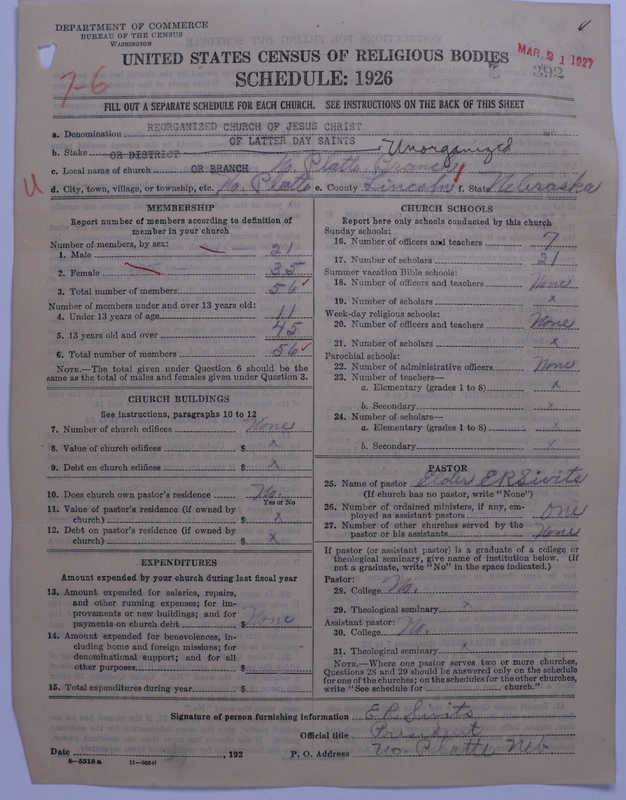 DEPARTMENT OF COMMERCE
BUREAU OF THE CENSUS
WASHINGTON
UNITED STATES CENSUS OF RELIGIOUS BODIES
SCHEDULE: 1926
MAR 21 1927
392
7-6
FILL OUT A SEPARATE SCHEDULE FOR EACH CHURCH. SEE INSTRUCTIONS ON THE BACK OF THIS SHEET
a. Denomination REORGANIZED CHURCH OF JESUS CHRIST
OF LATTER DAY SAINTS
b. Stake OR DISTRICT Unorganized
c. Local name of church OR BRANCH No. Platte Branch
d. City, town, village, or township, etc. No. Platte e. County Lincoln f. State Nebraska
MEMBERSHIP
Report number of members according to definition of
member in your church
Number of members, by sex:
1. Male 21
2. Female 35
3. Total number of members 56
Number of members under and over 13 years old:
4. Under 13 years of age 11
5. 13 years old and over 45
6. Total number of members 56
NOTE.—The total given under Question 6 should be
same as the total of males and females given under Question 3.
CHURCH BUILDINGS
See instructions, paragraphs 10 to 12
7. Number of church edifices None
8. Value of church edifices $ x
9. Debt on church edifices $ x
10. Does church own pastor's residence No.
Yes or No
11. Value of pastor's residence (if owned by
church) $ x
12. Debt on pastor's residence (if owned by
church) $ x
EXPENDITURES
Amount expended by your church during last fiscal year
13. Amount expended for salaries, repairs,
and other running expenses; for im-
provements or new buildings; and for
payments on church debt $ None
14. Amount expended for benevolences, in-
cluding home and foreign missions; for
denominational support; and for all
other purposes $
15. Total expenditures during year $
CHURCH SCHOOLS
Report here only schools conducted by this church
Sunday schools:
16. Number of officers and teachers 7
17. Number of scholars 21
Summer vacation Bible schools:
18. Number of officers and teachers None
19. Number of scholars x
Week-day religious schools:
20. Number of officers and teachers None
21. Number of scholars x
Parochial schools:
22. Number of administrative officers None
23. Number of teachers—
a. Elementary (grades 1 to 8) x
b. Secondary x
24. Number of scholars—
a. Elementary (grades 1 to 8) x
b. Secondary x
PASTOR
25. Name of pastor Elder E R Sivits
(If church has no pastor, write "None")
26. Number of ordained ministers, if any, em-
ployed as assistant pastors One
27. Number of other churches served by the
pastor or his assistants None
If pastor (or assistant pastor) is a graduate of a college or
theological seminary, give name of institution below. (If
not a graduate, write "No" in the space indicated.)
Pastor:
28. College No.
29. Theological seminary x
Assistant pastor:
30. College No.
31. Theological seminary x
NOTE.—Where one pastor serves two or more churches,
Questions 28 and 29 should be answered only on the schedule
for one of the churches; on the schedules for the other churches,
write "See schedule for church."
Signature of person furnishing information E R Sivits
Official title President
Date , 192 P. O. Address No. Platte Neb
8—5318 a